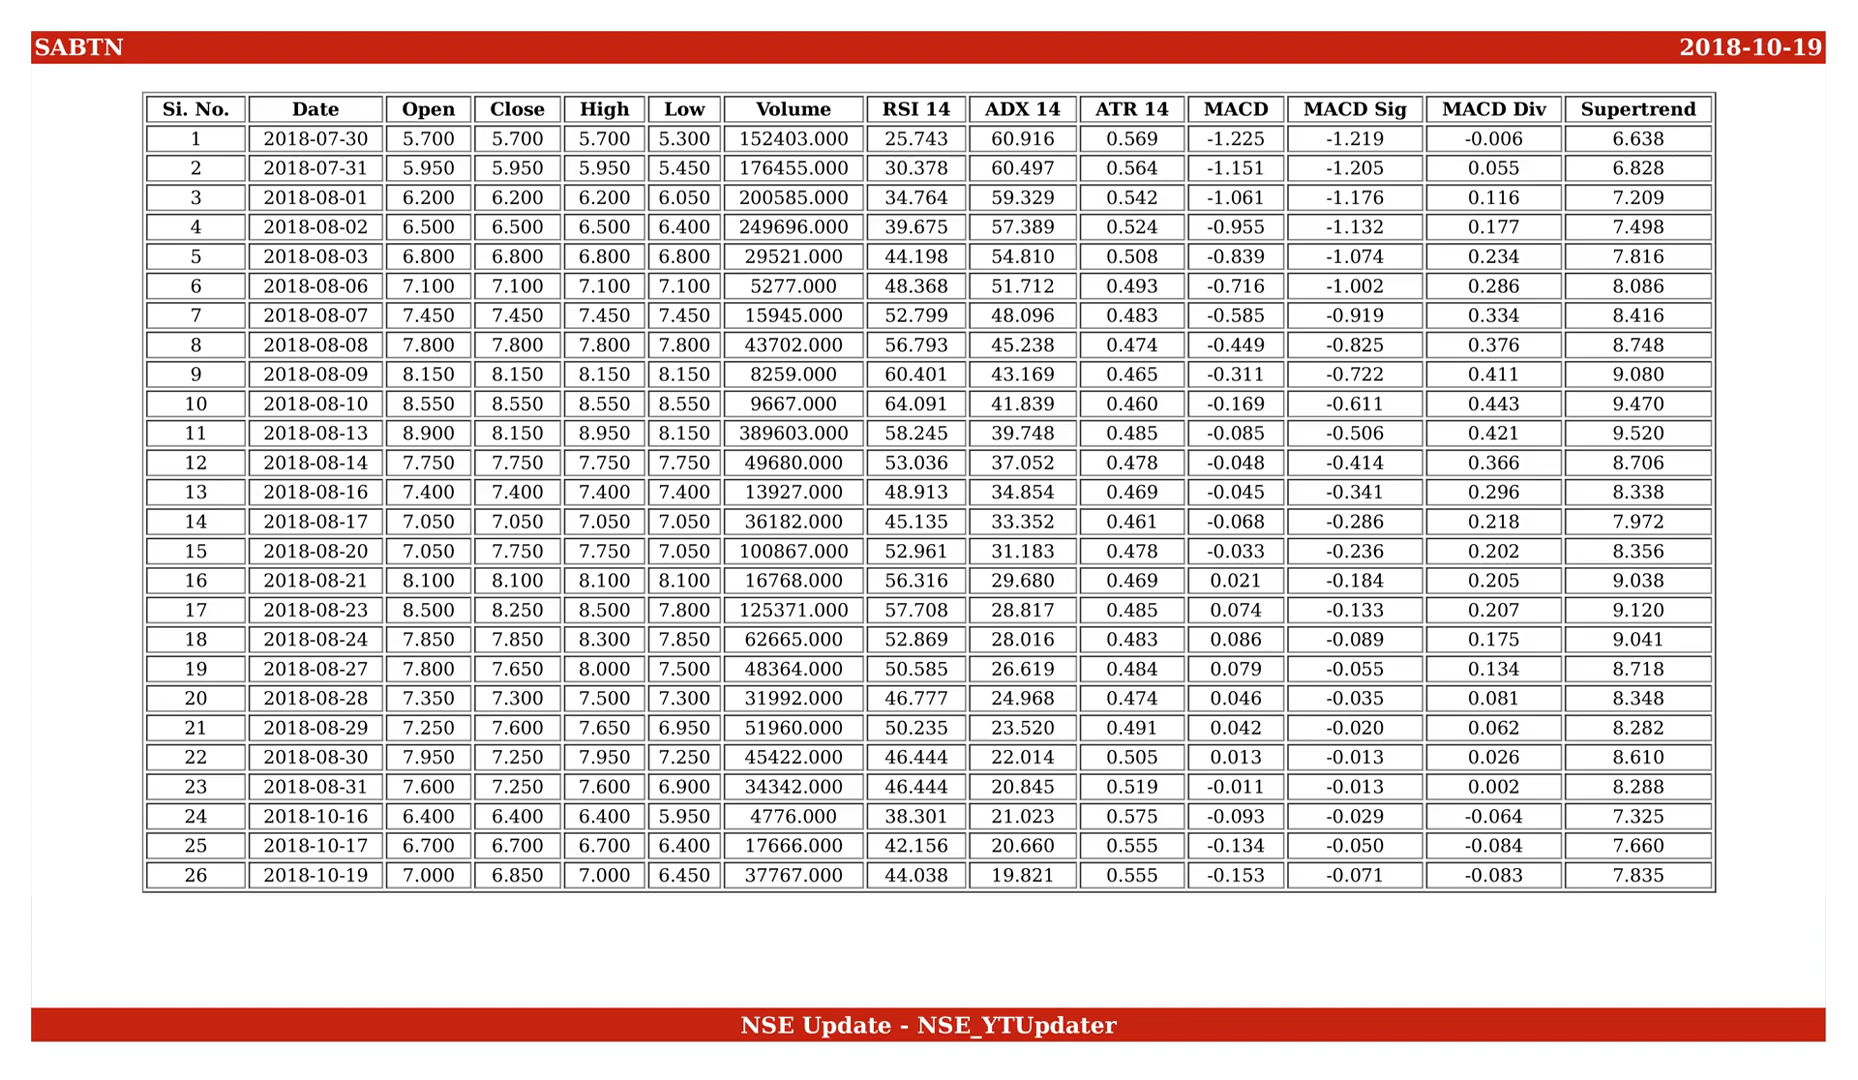 SABTN 2018-10-19
Si. No. Date Open Close High Low Volume RSI 14 ADX 14 ATR 14 MACD MACD Sig MACD Div Supertrend
1 2018-07-30 5.700 5.700 5.700 5.300 152403.000 25.743 60.916 0.569 -1.225 -1.219 -0.006 6.638
2 2018-07-31 5.950 5.950 5.950 5.450 176455.000 30.378 60.497 0.564 -1.151 -1.205 0.055 6.828
3 2018-08-01 6.200 6.200 6.200 6.050 200585.000 34.764 59.329 0.542 -1.061 -1.176 0.116 7.209
4 2018-08-02 6.500 6.500 6.500 6.400 249696.000 39.675 57.389 0.524 -0.955 -1.132 0.177 7.498
5 2018-08-03 6.800 6.800 6.800 6.800 29521.000 44.198 54.810 0.508 -0.839 -1.074 0.234 7.816
6 2018-08-06 7.100 7.100 7.100 7.100 5277.000 48.368 51.712 0.493 -0.716 -1.002 0.286 8.086
7 2018-08-07 7.450 7.450 7.450 7.450 15945.000 52.799 48.096 0.483 -0.585 -0.919 0.334 8.416
8 2018-08-08 7.800 7.800 7.800 7.800 43702.000 56.793 45.238 0.474 -0.449 -0.825 0.376 8.748
9 2018-08-09 8.150 8.150 8.150 8.150 8259.000 60.401 43.169 0.465 -0.311 -0.722 0.411 9.080
10 2018-08-10 8.550 8.550 8.550 8.550 9667.000 64.091 41.839 0.460 -0.169 -0.611 0.443 9.470
11 2018-08-13 8.900 8.150 8.950 8.150 389603.000 58.245 39.748 0.485 -0.085 -0.506 0.421 9.520
12 2018-08-14 7.750 7.750 7.750 7.750 49680.000 53.036 37.052 0.478 -0.048 -0.414 0.366 8.706
13 2018-08-16 7.400 7.400 7.400 7.400 13927.000 48.913 34.854 0.469 -0.045 -0.341 0.296 8.338
14 2018-08-17 7.050 7.050 7.050 7.050 36182.000 45.135 33.352 0.461 -0.068 -0.286 0.218 7.972
15 2018-08-20 7.050 7.750 7.750 7.050 100867.000 52.961 31.183 0.478 -0.033 -0.236 0.202 8.356
16 2018-08-21 8.100 8.100 8.100 8.100 16768.000 56.316 29.680 0.469 0.021 -0.184 0.205 9.038
17 2018-08-23 8.500 8.250 8.500 7.800 125371.000 57.708 28.817 0.485 0.074 -0.133 0.207 9.120
18 2018-08-24 7.850 7.850 8.300 7.850 62665.000 52.869 28.016 0.483 0.086 -0.089 0.175 9.041
19 2018-08-27 7.800 7.650 8.000 7.500 48364.000 50.585 26.619 0.484 0.079 -0.055 0.134 8.718
20 2018-08-28 7.350 7.300 7.500 7.300 31992.000 46.777 24.968 0.474 0.046 -0.035 0.081 8.348
21 2018-08-29 7.250 7.600 7.650 6.950 51960.000 50.235 23.520 0.491 0.042 -0.020 0.062 8.282
22 2018-08-30 7.950 7.250 7.950 7.250 45422.000 46.444 22.014 0.505 0.013 -0.013 0.026 8.610
23 2018-08-31 7.600 7.250 7.600 6.900 34342.000 46.444 20.845 0.519 -0.011 -0.013 0.002 8.288
24 2018-10-16 6.400 6.400 6.400 5.950 4776.000 38.301 21.023 0.575 -0.093 -0.029 -0.064 7.325
25 2018-10-17 6.700 6.700 6.700 6.400 17666.000 42.156 20.660 0.555 -0.134 -0.050 -0.084 7.660
26 2018-10-19 7.000 6.850 7.000 6.450 37767.000 44.038 19.821 0.555 -0.153 -0.071 -0.083 7.835
NSE Update - NSE_YTUpdater